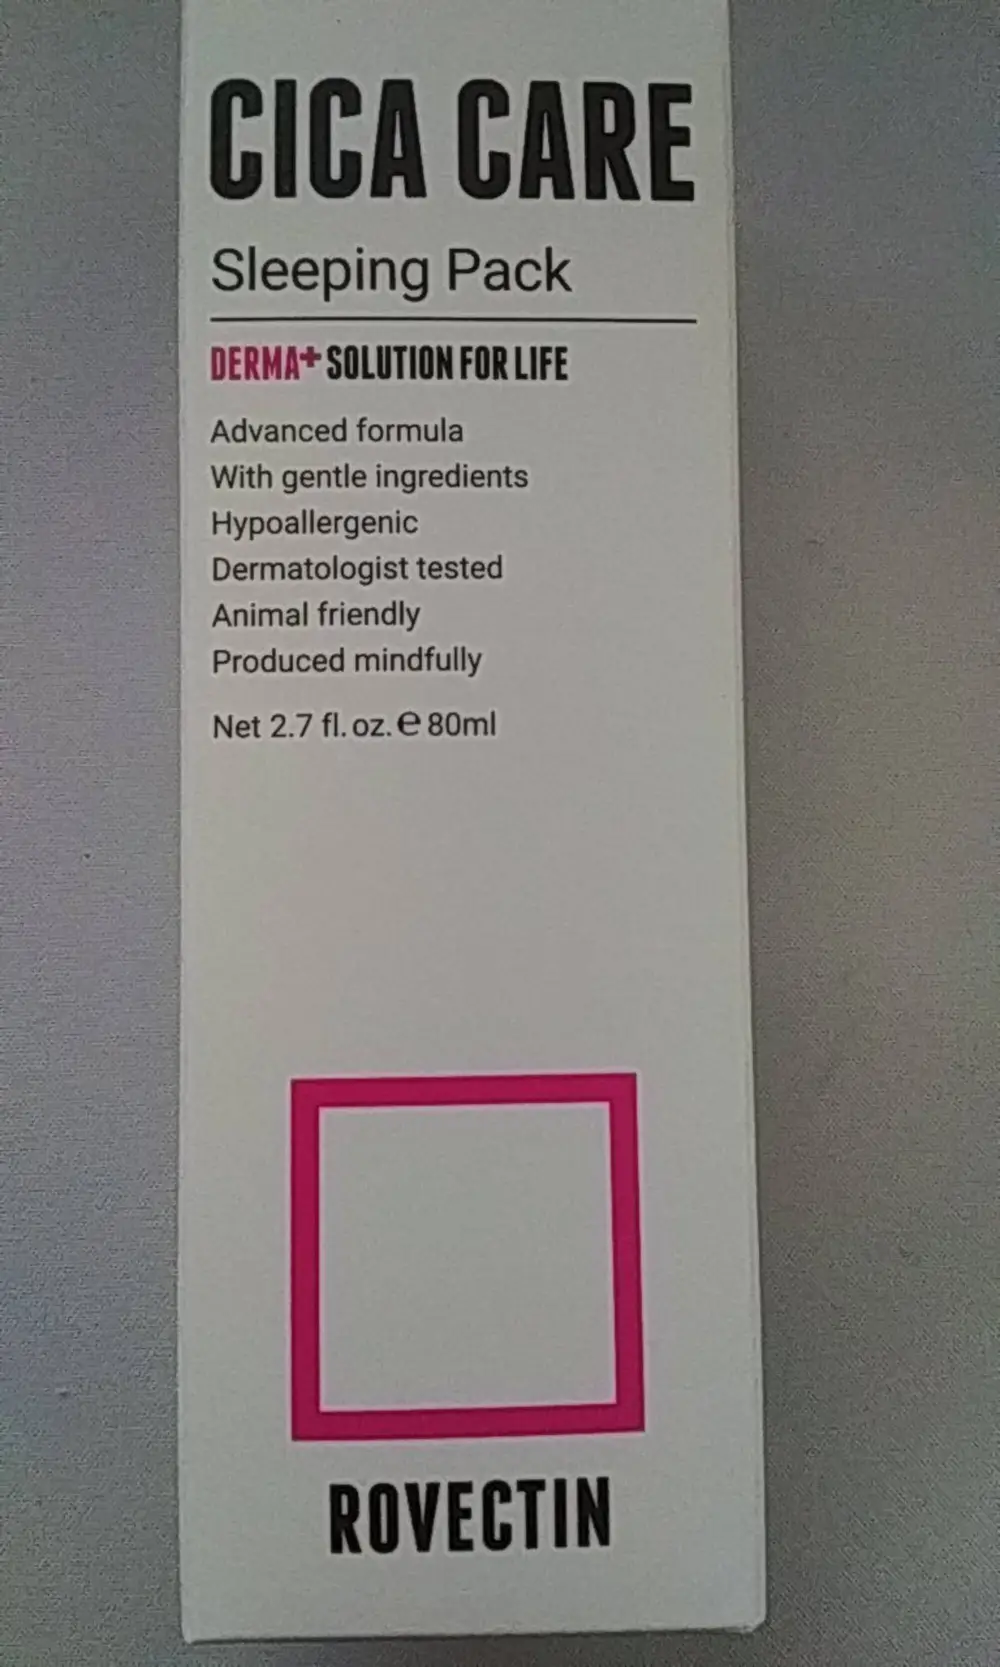 CICA CARE
Sleeping Pack
DERMA+ SOLUTION FOR LIFE
Advanced formula
With gentle ingredients
Hypoallergenic
Dermatologist tested
Animal friendly
Produced mindfully
Net 2.7 fl. oz. ℮ 80ml
ROVECTIN